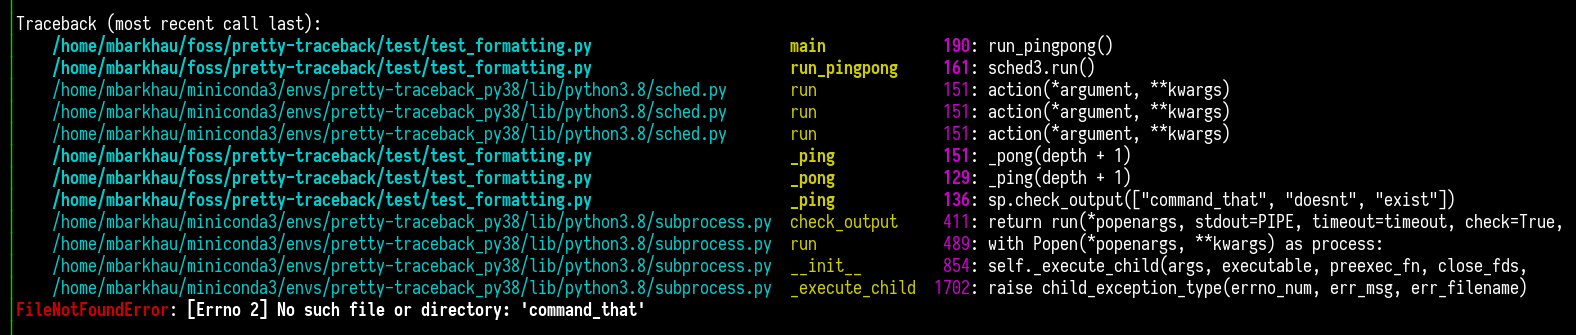 Traceback (most recent call last):
/home/mbarkhau/foss/pretty-traceback/test/test_formatting.py main 190: run_pingpong()
/home/mbarkhau/foss/pretty-traceback/test/test_formatting.py run_pingpong 161: sched3.run()
/home/mbarkhau/miniconda3/envs/pretty-traceback_py38/lib/python3.8/sched.py run 151: action(*argument, **kwargs)
/home/mbarkhau/miniconda3/envs/pretty-traceback_py38/lib/python3.8/sched.py run 151: action(*argument, **kwargs)
/home/mbarkhau/miniconda3/envs/pretty-traceback_py38/lib/python3.8/sched.py run 151: action(*argument, **kwargs)
/home/mbarkhau/foss/pretty-traceback/test/test_formatting.py _ping 151: _pong(depth + 1)
/home/mbarkhau/foss/pretty-traceback/test/test_formatting.py _pong 129: _ping(depth + 1)
/home/mbarkhau/foss/pretty-traceback/test/test_formatting.py _ping 136: sp.check_output(["command_that", "doesnt", "exist"])
/home/mbarkhau/miniconda3/envs/pretty-traceback_py38/lib/python3.8/subprocess.py check_output 411: return run(*popenargs, stdout=PIPE, timeout=timeout, check=True,
/home/mbarkhau/miniconda3/envs/pretty-traceback_py38/lib/python3.8/subprocess.py run 489: with Popen(*popenargs, **kwargs) as process:
/home/mbarkhau/miniconda3/envs/pretty-traceback_py38/lib/python3.8/subprocess.py __init__ 854: self._execute_child(args, executable, preexec_fn, close_fds,
/home/mbarkhau/miniconda3/envs/pretty-traceback_py38/lib/python3.8/subprocess.py _execute_child 1702: raise child_exception_type(errno_num, err_msg, err_filename)
FileNotFoundError: [Errno 2] No such file or directory: 'command_that'